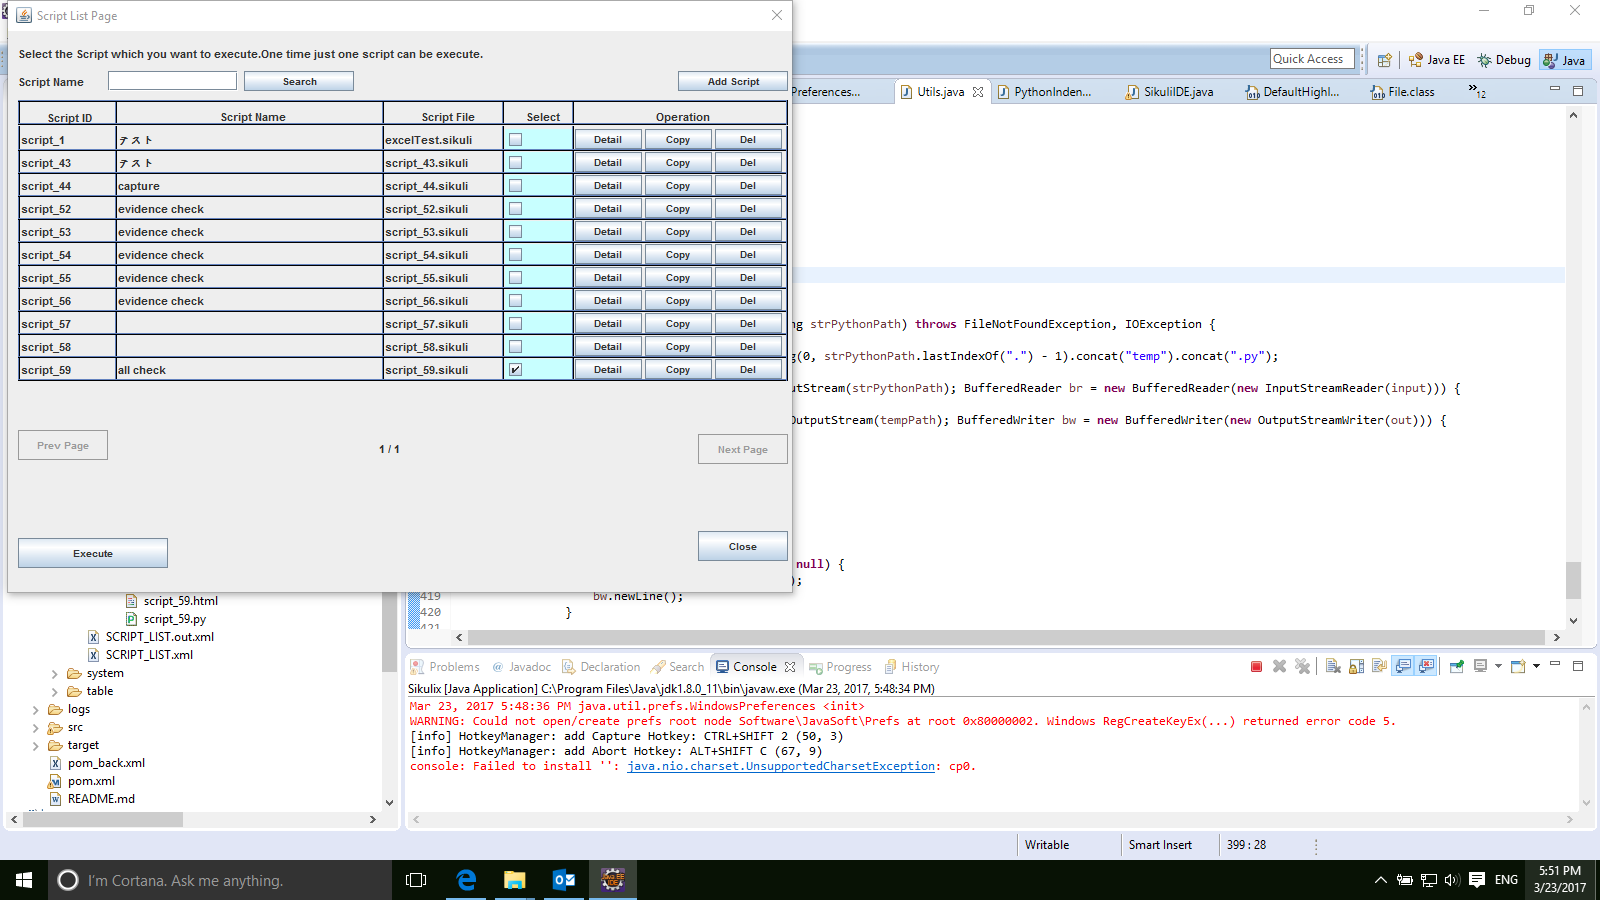 Script List Page
Select the Script which you want to execute.One time just one script can be execute.
Script Name Search Add Script
Script ID Script Name Script File Select Operation
script_1 テスト excelTest.sikuli Detail Copy Del
script_43 テスト script_43.sikuli Detail Copy Del
script_44 capture script_44.sikuli Detail Copy Del
script_52 evidence check script_52.sikuli Detail Copy Del
script_53 evidence check script_53.sikuli Detail Copy Del
script_54 evidence check script_54.sikuli Detail Copy Del
script_55 evidence check script_55.sikuli Detail Copy Del
script_56 evidence check script_56.sikuli Detail Copy Del
script_57 script_57.sikuli Detail Copy Del
script_58 script_58.sikuli Detail Copy Del
script_59 all check script_59.sikuli Detail Copy Del
Prev Page 1 / 1 Next Page
Execute Close
Quick Access Java EE Debug Java
Preferences... Utils.java PythonInden... SikuliIDE.java DefaultHighl... File.class »12
strPythonPath) throws FileNotFoundException, IOException {
(0, strPythonPath.lastIndexOf(".") - 1).concat("temp").concat(".py");
utStream(strPythonPath); BufferedReader br = new BufferedReader(new InputStreamReader(input))) {
OutputStream(tempPath); BufferedWriter bw = new BufferedWriter(new OutputStreamWriter(out))) {
null) {
);
419 bw.newLine();
420 }
421
script_59.html
script_59.py
SCRIPT_LIST.out.xml
SCRIPT_LIST.xml
system
table
logs
src
target
pom_back.xml
pom.xml
README.md
Problems Javadoc Declaration Search Console Progress History
Sikulix [Java Application] C:\Program Files\Java\jdk1.8.0_11\bin\javaw.exe (Mar 23, 2017, 5:48:34 PM)
Mar 23, 2017 5:48:36 PM java.util.prefs.WindowsPreferences <init>
WARNING: Could not open/create prefs root node Software\JavaSoft\Prefs at root 0x80000002. Windows RegCreateKeyEx(...) returned error code 5.
[info] HotkeyManager: add Capture Hotkey: CTRL+SHIFT 2 (50, 3)
[info] HotkeyManager: add Abort Hotkey: ALT+SHIFT C (67, 9)
console: Failed to install '': java.nio.charset.UnsupportedCharsetException: cp0.
Writable Smart Insert 399 : 28
I'm Cortana. Ask me anything.
ENG
5:51 PM
3/23/2017